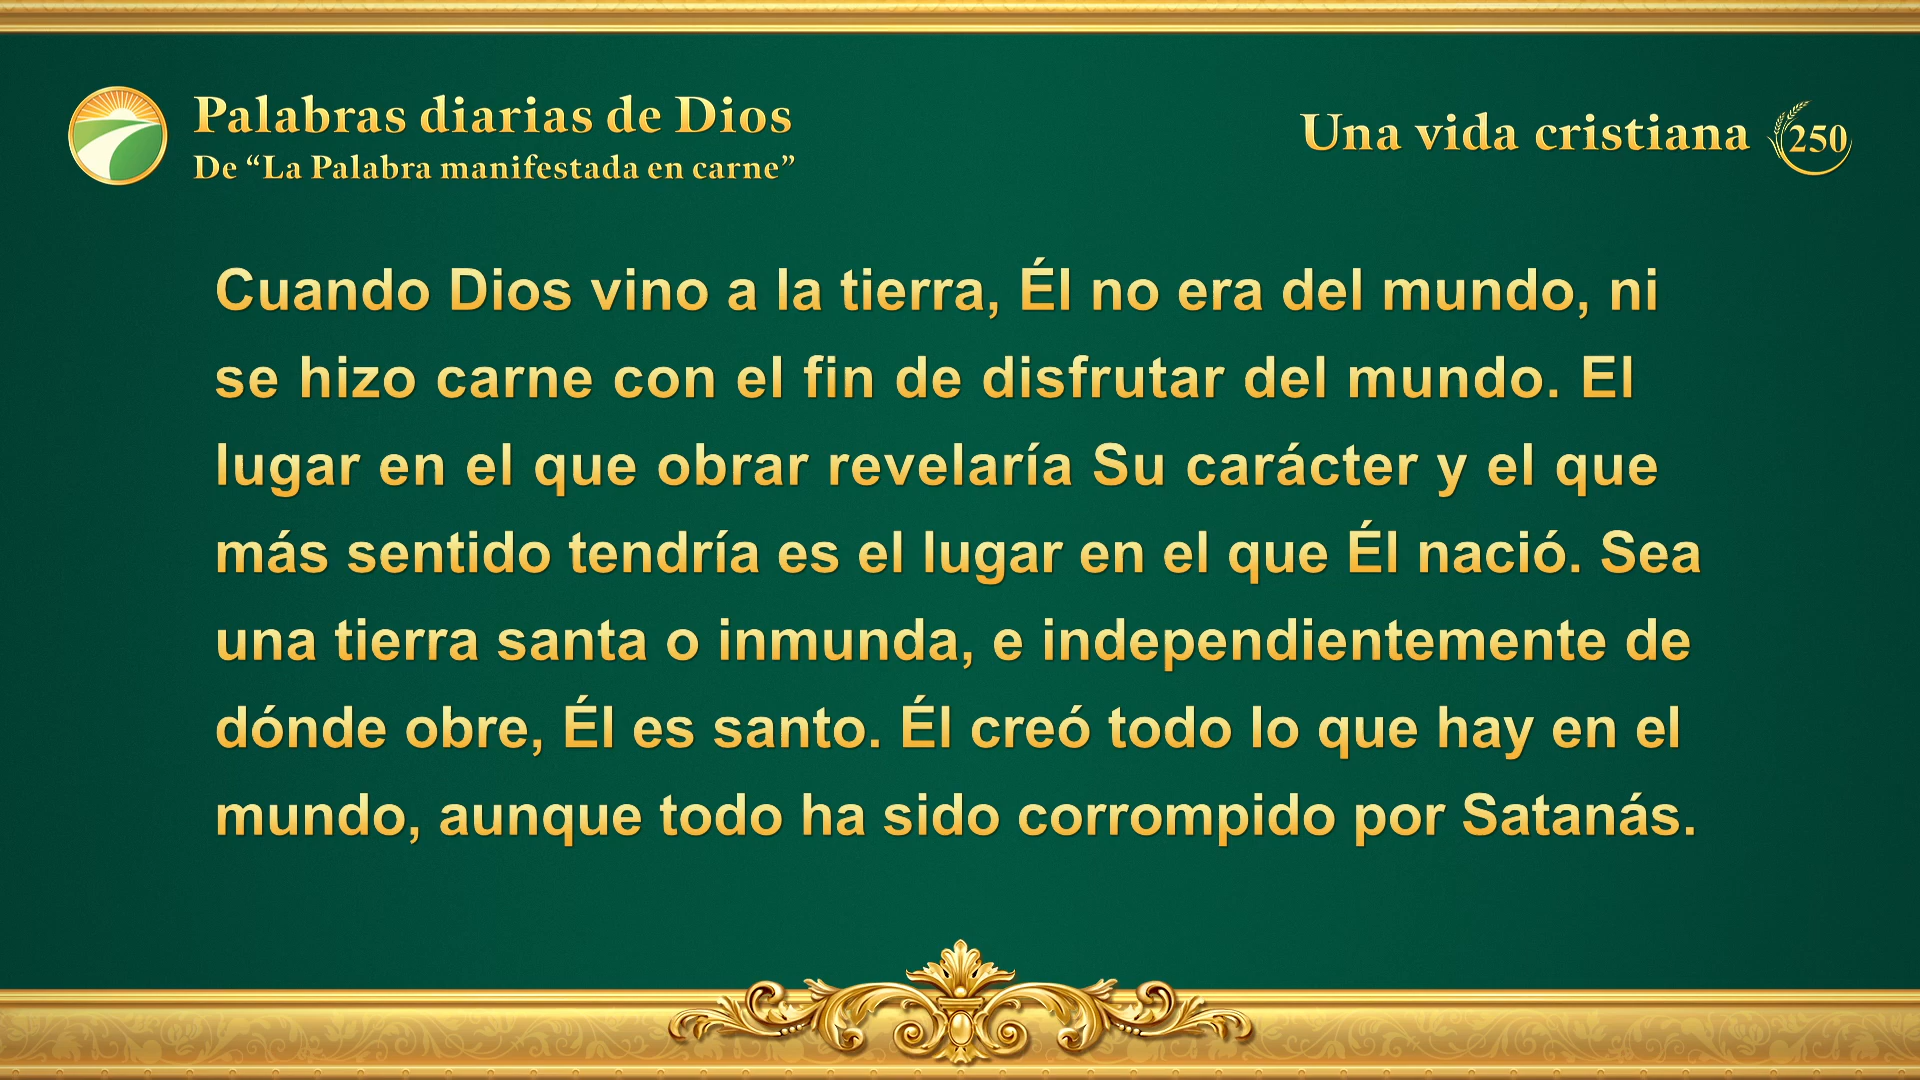 Palabras diarias de Dios
De “La Palabra manifestada en carne”
Una vida cristiana 250
Cuando Dios vino a la tierra, Él no era del mundo, ni
se hizo carne con el fin de disfrutar del mundo. El
lugar en el que obrar revelaría Su carácter y el que
más sentido tendría es el lugar en el que Él nació. Sea
una tierra santa o inmunda, e independientemente de
dónde obre, Él es santo. Él creó todo lo que hay en el
mundo, aunque todo ha sido corrompido por Satanás.